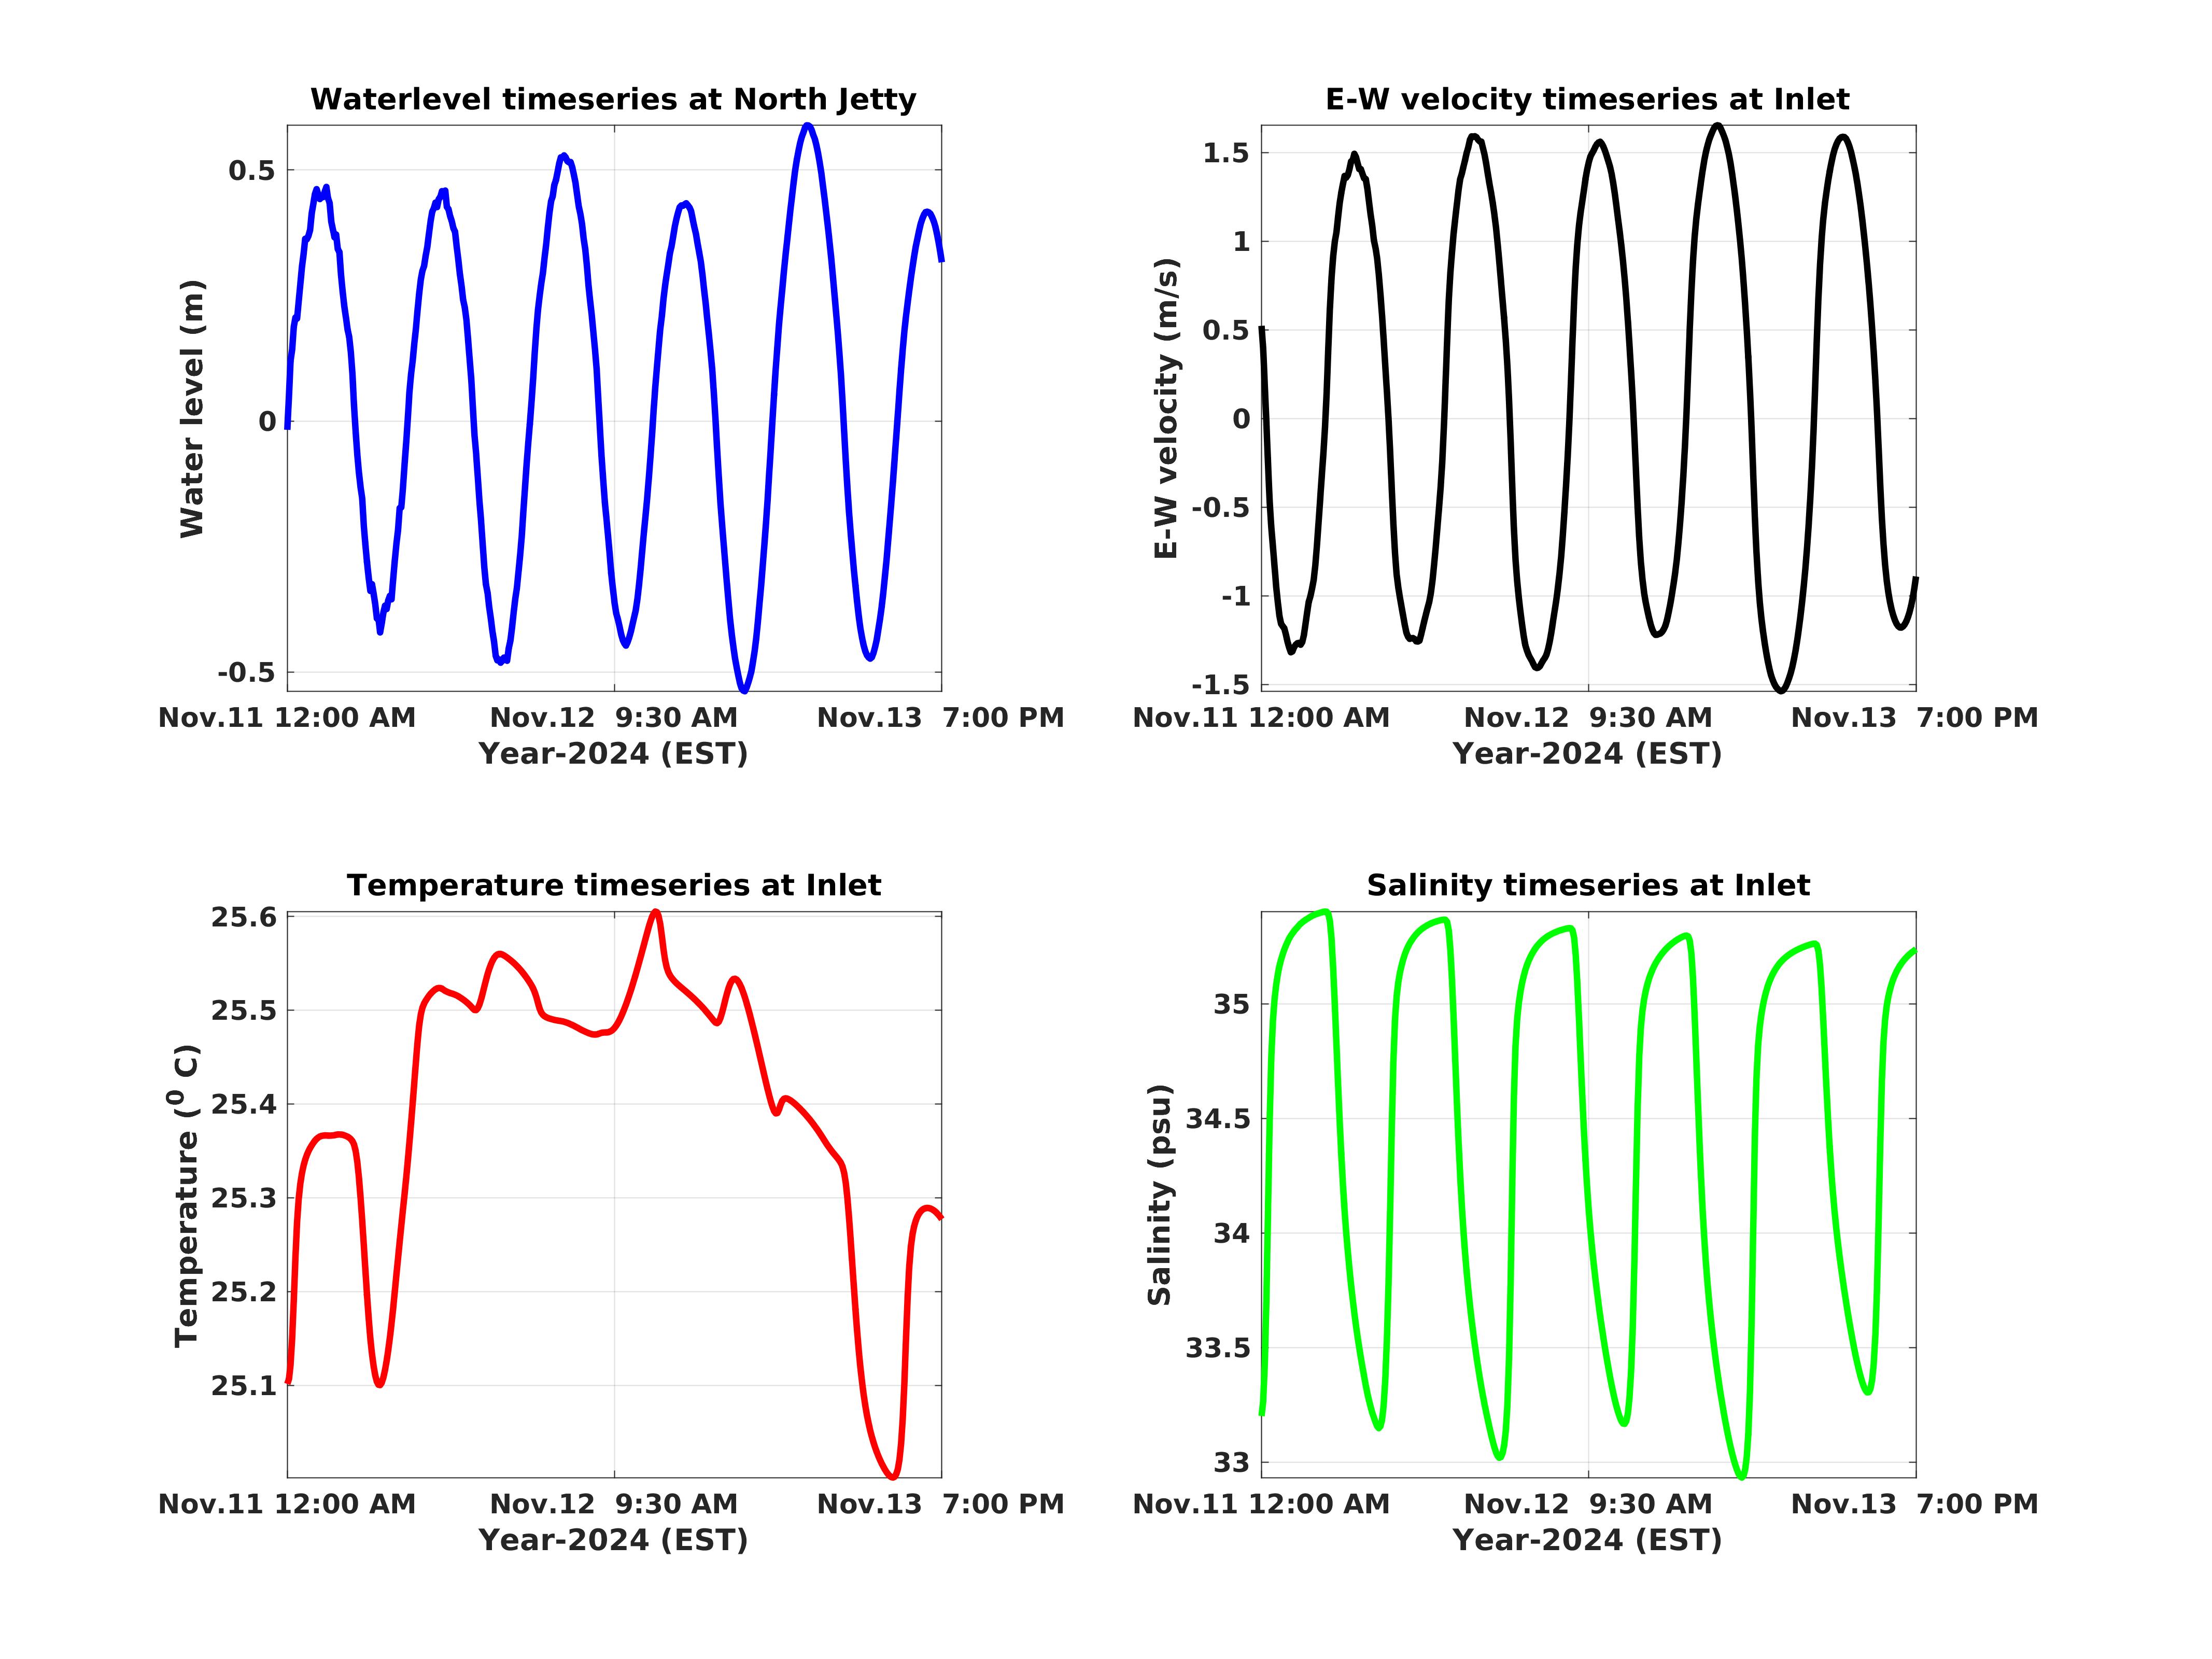 Waterlevel timeseries at North Jetty
0.5
0
-0.5
Water level (m)
Nov.11 12:00 AM
Nov.12 9:30 AM
Nov.13 7:00 PM
Year-2024 (EST)
E-W velocity timeseries at Inlet
1.5
1
0.5
0
-0.5
-1
-1.5
E-W velocity (m/s)
Nov.11 12:00 AM
Nov.12 9:30 AM
Nov.13 7:00 PM
Year-2024 (EST)
Temperature timeseries at Inlet
25.6
25.5
25.4
25.3
25.2
25.1
Temperature (⁰ C)
Nov.11 12:00 AM
Nov.12 9:30 AM
Nov.13 7:00 PM
Year-2024 (EST)
Salinity timeseries at Inlet
35
34.5
34
33.5
33
Salinity (psu)
Nov.11 12:00 AM
Nov.12 9:30 AM
Nov.13 7:00 PM
Year-2024 (EST)